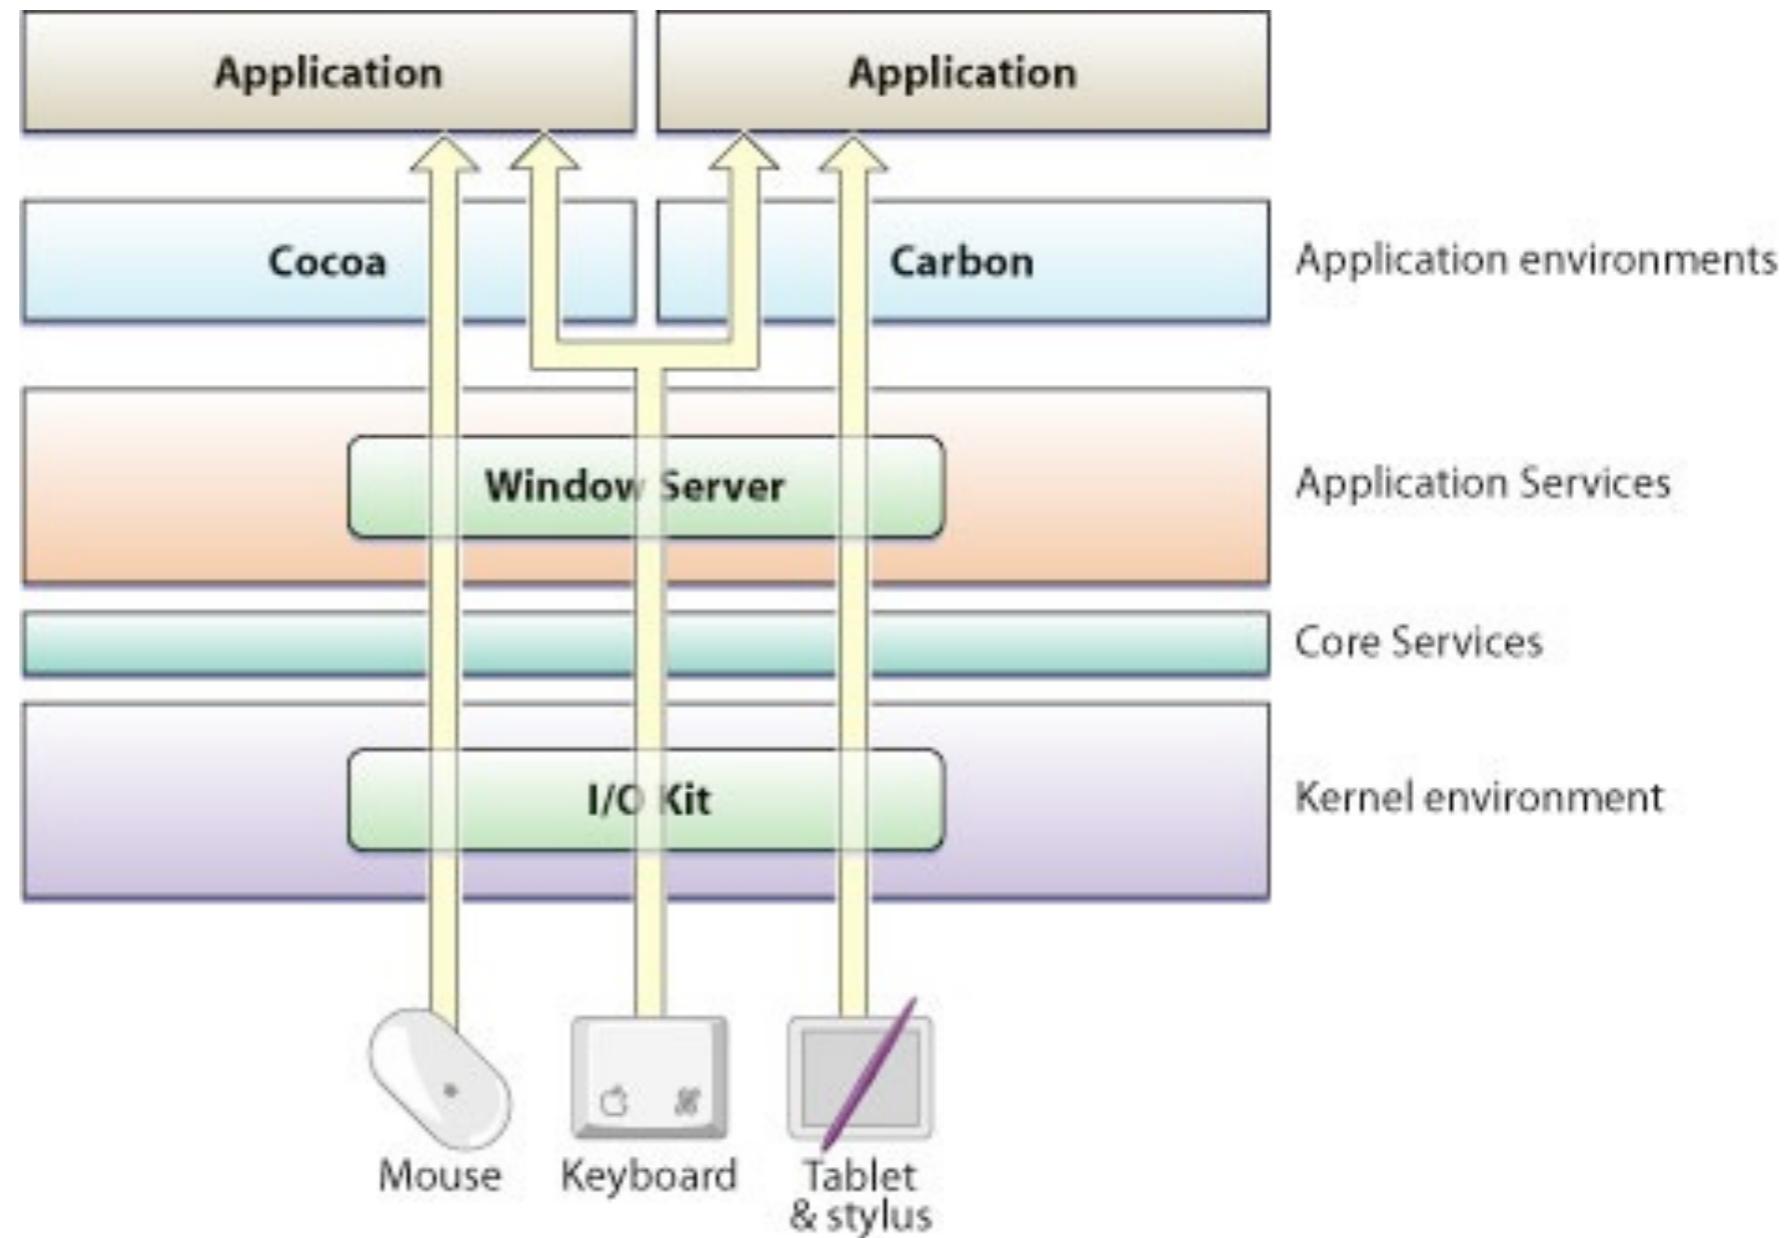 Application
Application
Cocoa
Carbon
Application environments
Window Server
Application Services
Core Services
I/O Kit
Kernel environment
Mouse
Keyboard
Tablet
& stylus